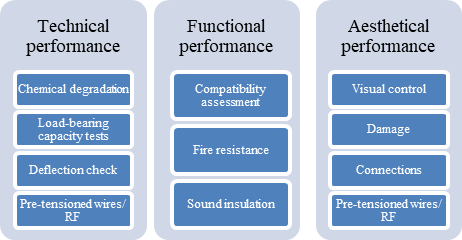 Technical
performance
Chemical degradation
Load-bearing
capacity tests
Deflection check
Pre-tensioned wires/
RF
Functional
performance
Compatibility
assessment
Fire resistance
Sound insulation
Aesthetical
performance
Visual control
Damage
Connections
Pre-tensioned wires/
RF